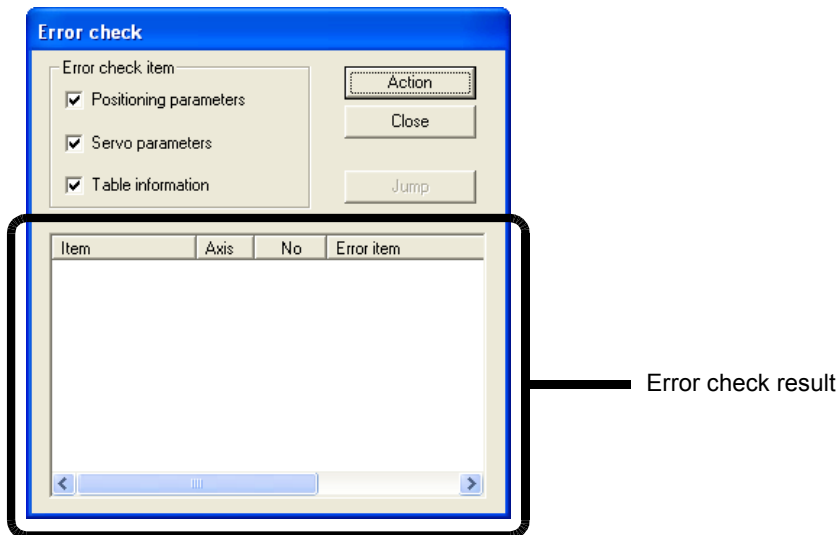 Error check
Error check item
Positioning parameters
Servo parameters
Table information
Action
Close
Jump
Item Axis No Error item
Error check result